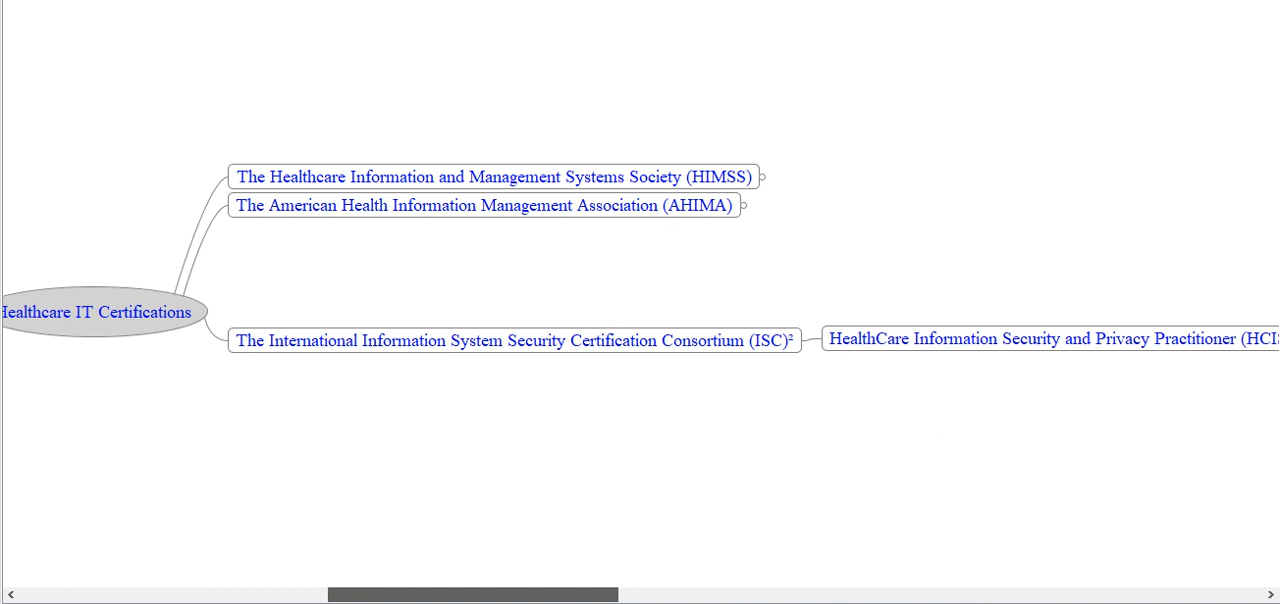 The Healthcare Information and Management Systems Society (HIMSS)
The American Health Information Management Association (AHIMA)
Healthcare IT Certifications
The International Information System Security Certification Consortium (ISC)²
HealthCare Information Security and Privacy Practitioner (HCIS